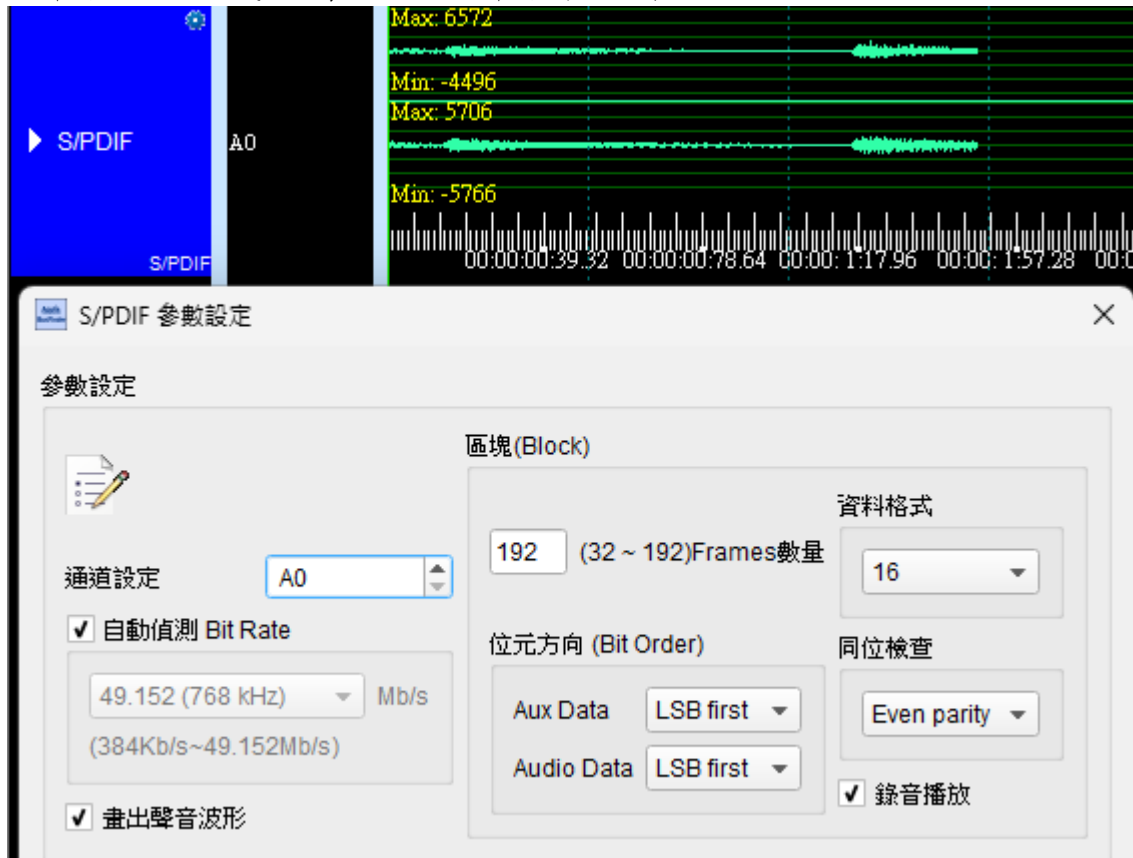 Max: 6572
Min: -4496
Max: 5706
S/PDIF
A0
Min: -5766
S/PDIF
00:00:00:39.32 00:00:00:78.64 00:00: 1:17.96 00:00: 1:57.28
S/PDIF 參數設定
參數設定
區塊(Block)
資料格式
192 (32 ~ 192)Frames數量
16
通道設定 A0
自動偵測 Bit Rate
位元方向 (Bit Order)
同位檢查
49.152 (768 kHz) Mb/s
(384Kb/s~49.152Mb/s)
Aux Data LSB first
Even parity
Audio Data LSB first
錄音播放
畫出聲音波形